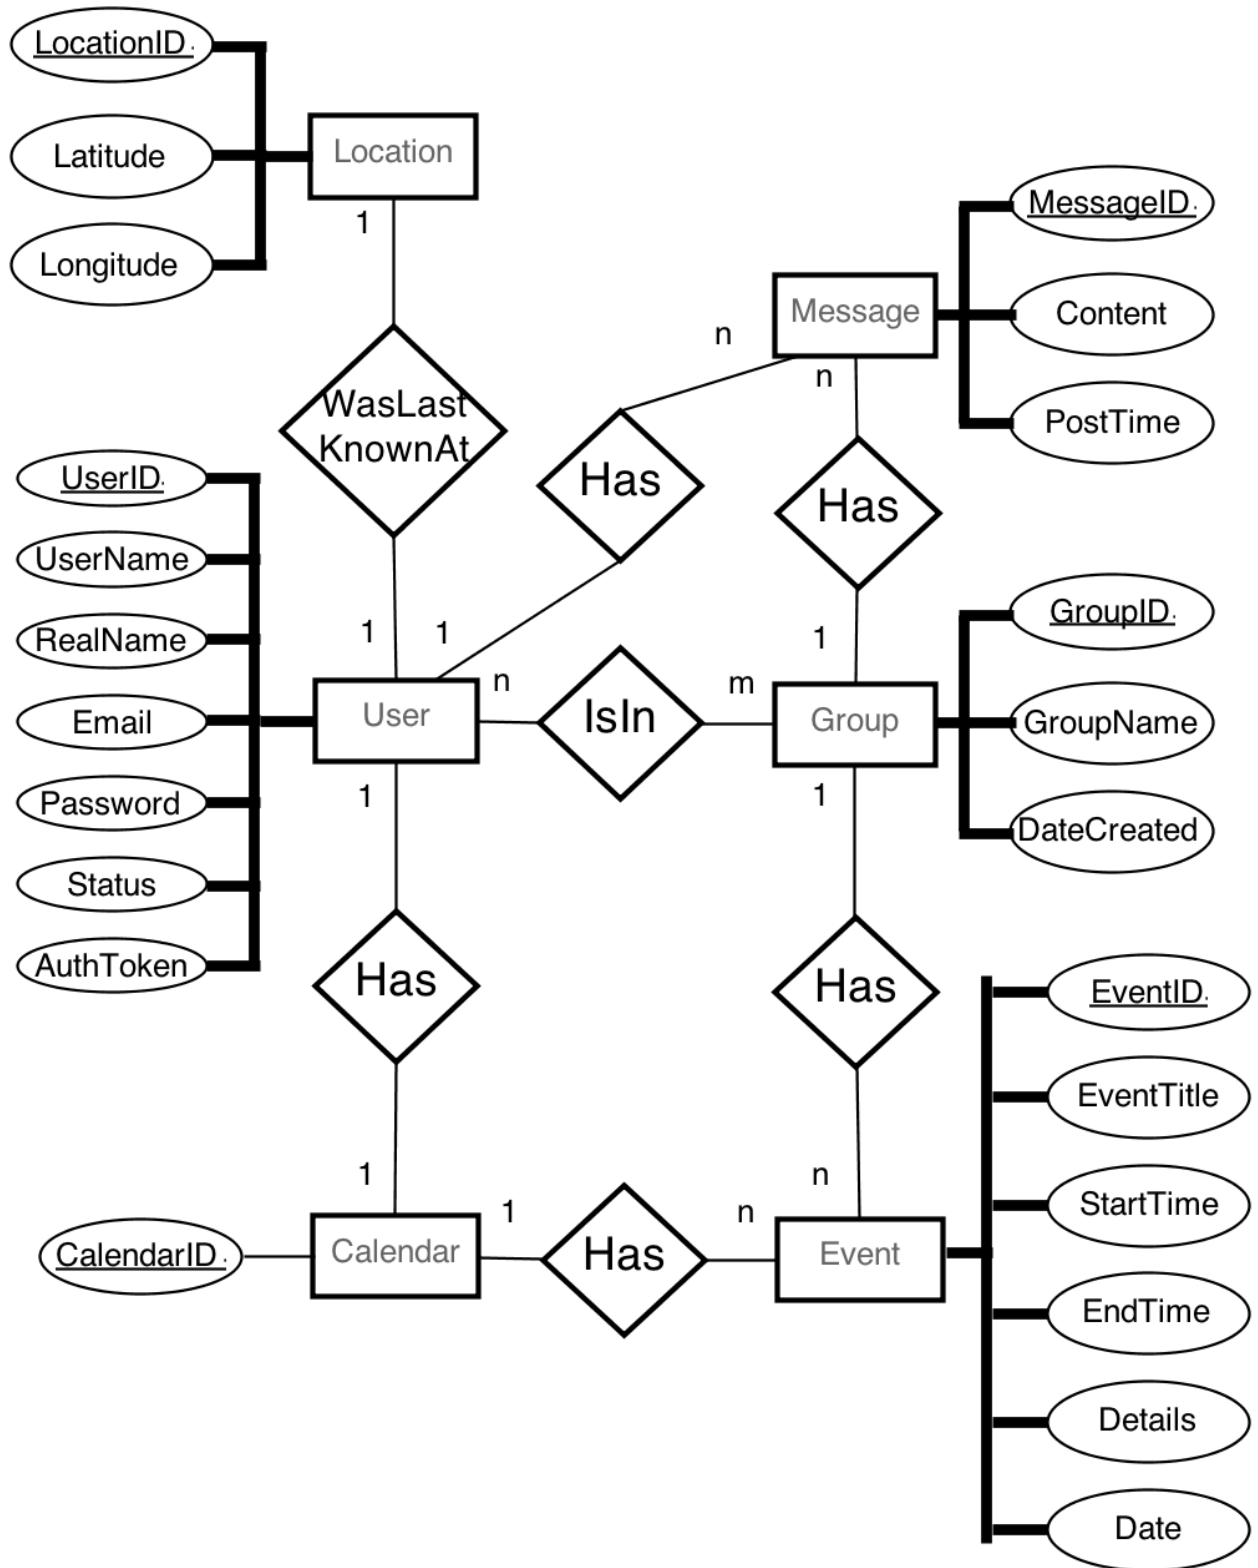 LocationID
Latitude
Location
Longitude
1
MessageID
Message
Content
PostTime
n
n
WasLast
KnownAt
Has
Has
UserID
UserName
RealName
Email
Password
Status
AuthToken
1
1
1
User
n
IsIn
m
Group
GroupID
GroupName
DateCreated
1
1
Has
Has
1
n
CalendarID
Calendar
1
Has
n
Event
EventID
EventTitle
StartTime
EndTime
Details
Date